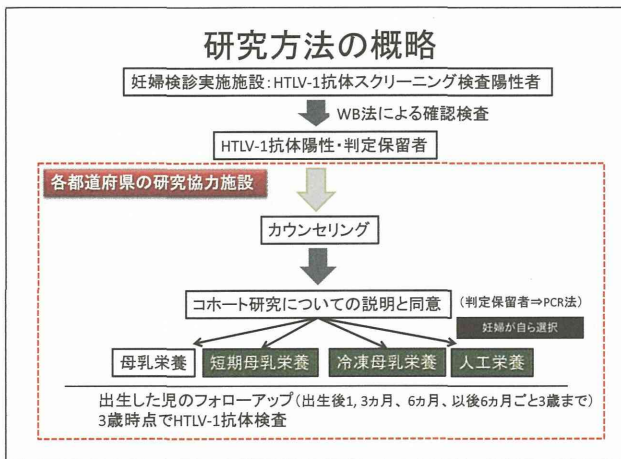 研究方法の概略
妊婦検診実施施設：HTLV-1抗体スクリーニング検査陽性者
WB法による確認検査
HTLV-1抗体陽性・判定保留者
各都道府県の研究協力施設
カウンセリング
コホート研究についての説明と同意 (判定保留者⇒PCR法)
妊婦が自ら選択
母乳栄養 短期母乳栄養 冷凍母乳栄養 人工栄養
出生した児のフォローアップ(出生後1, 3ヵ月、6ヵ月、以後6ヵ月ごと3歳まで)
3歳時点でHTLV-1抗体検査